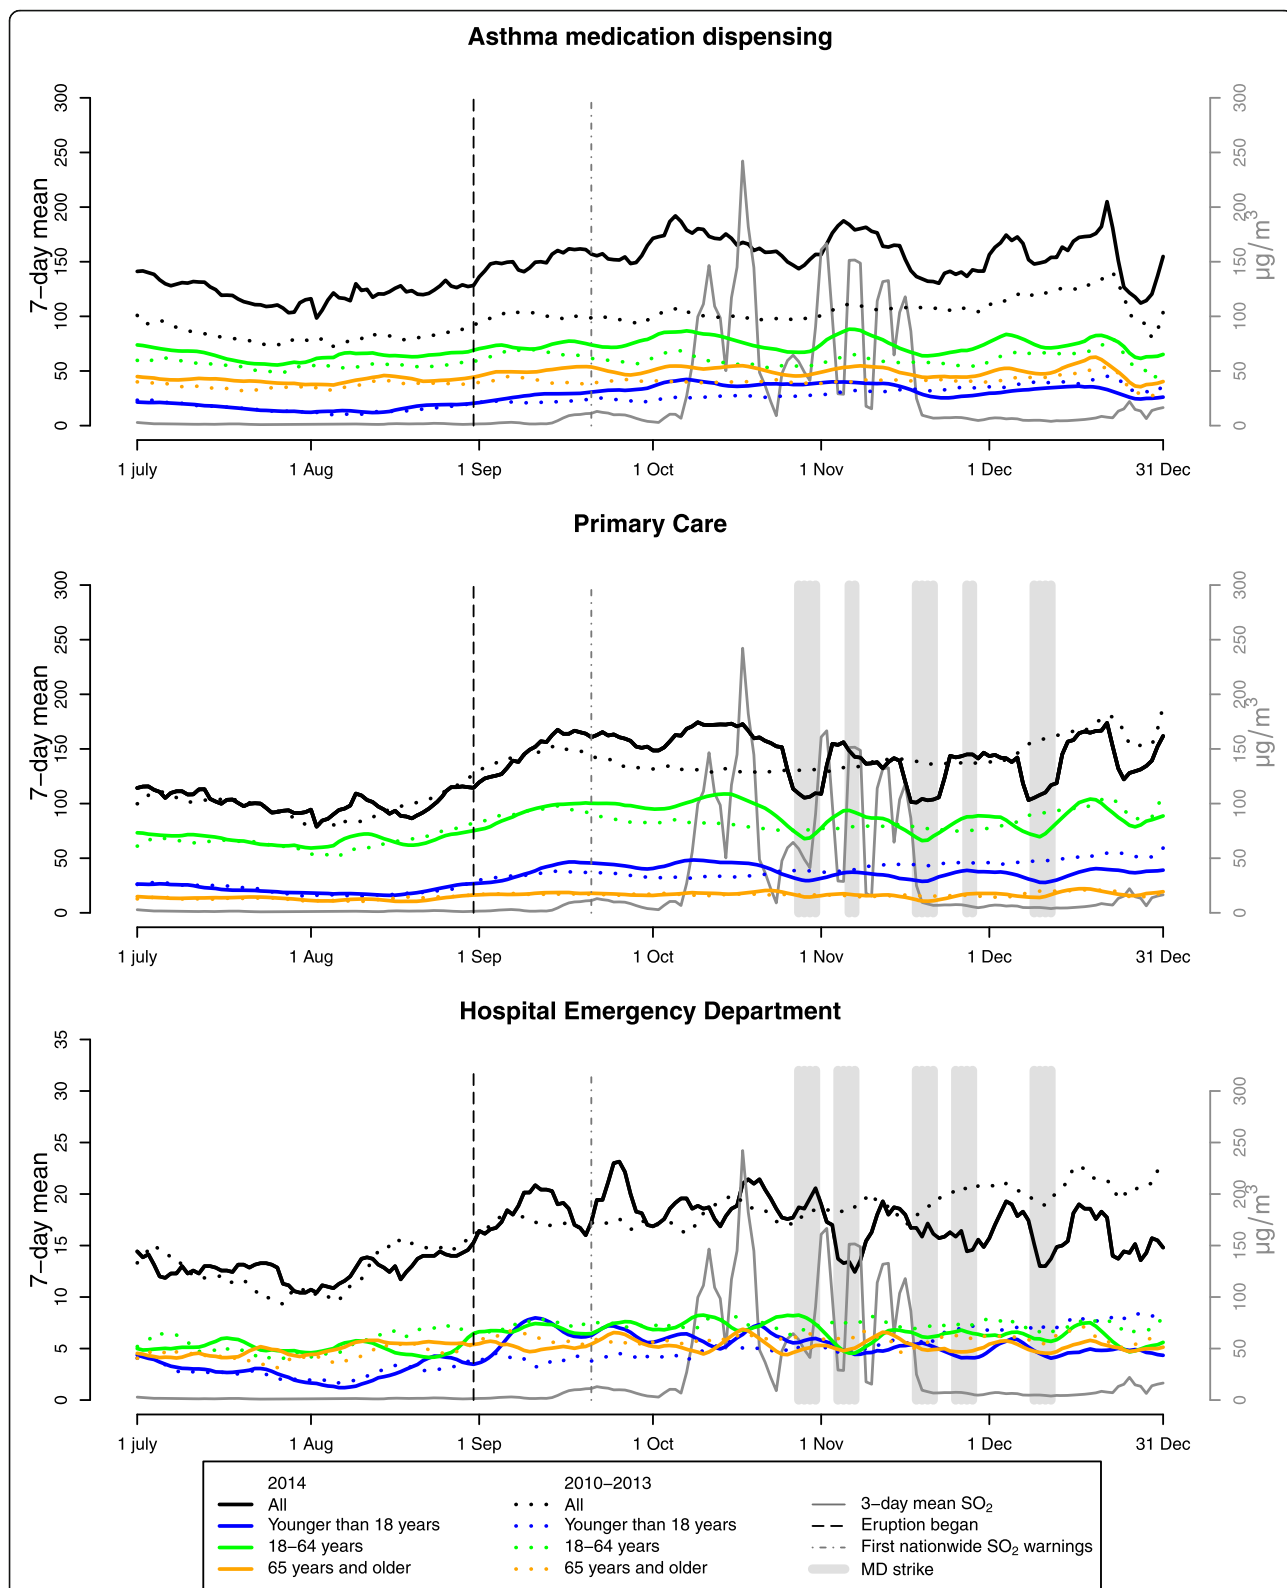 Asthma medication dispensing
7−day mean
0 50 100 150 200 250 300
0 50 100 150 200 250 300
µg/m³
1 july 1 Aug 1 Sep 1 Oct 1 Nov 1 Dec 31 Dec
Primary Care
7−day mean
0 50 100 150 200 250 300
0 50 100 150 200 250 300
µg/m³
1 july 1 Aug 1 Sep 1 Oct 1 Nov 1 Dec 31 Dec
Hospital Emergency Department
7−day mean
0 5 10 15 20 25 30 35
0 50 100 150 200 250 300
µg/m³
1 july 1 Aug 1 Sep 1 Oct 1 Nov 1 Dec 31 Dec
2014
All
Younger than 18 years
18−64 years
65 years and older
2010−2013
All
Younger than 18 years
18−64 years
65 years and older
3−day mean SO₂
Eruption began
First nationwide SO₂ warnings
MD strike